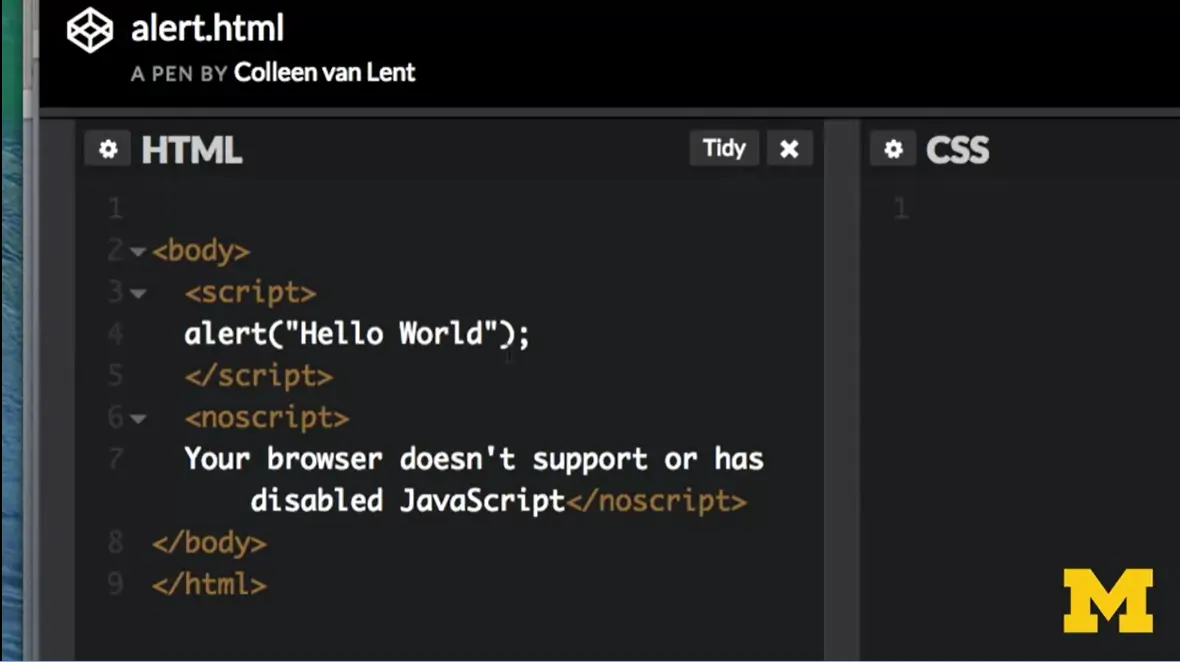 alert.html
A PEN BY Colleen van Lent
HTML
Tidy
CSS
1
1
2 <body>
3 <script>
4 alert("Hello World");
5 </script>
6 <noscript>
7 Your browser doesn't support or has
disabled JavaScript</noscript>
8 </body>
9 </html>
M